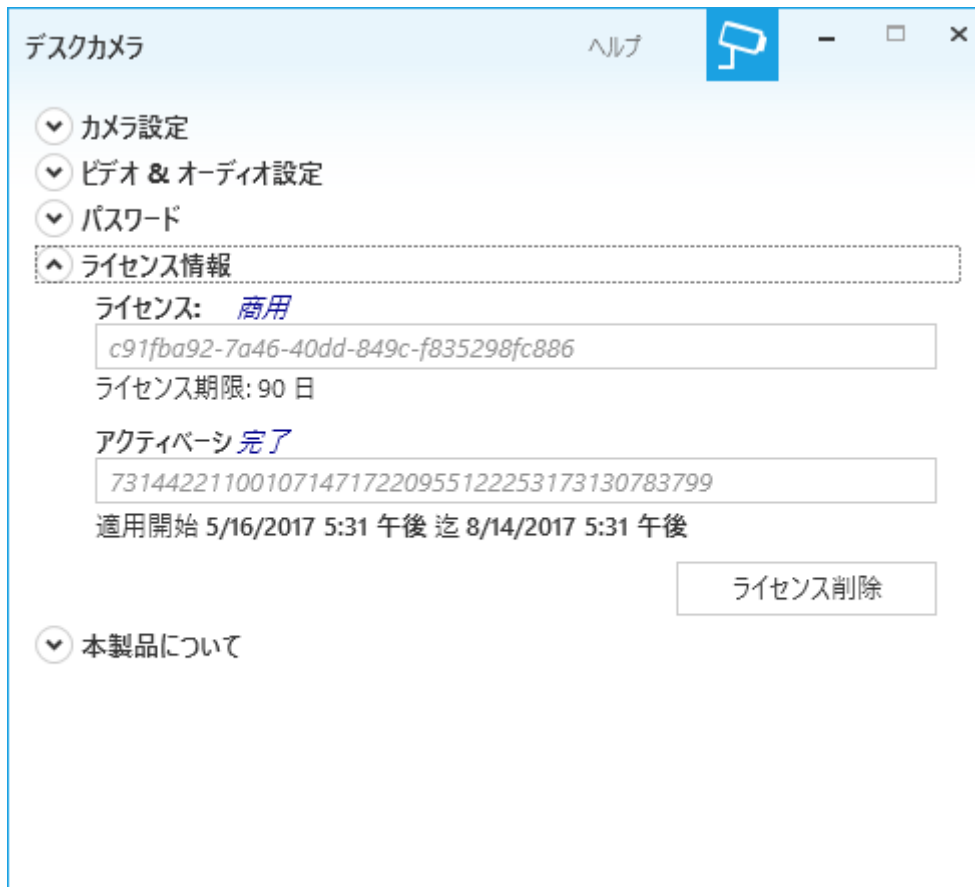 デスクカメラ ヘルプ
カメラ設定
ビデオ & オーディオ設定
パスワード
ライセンス情報
ライセンス: 商用
c91fba92-7a46-40dd-849c-f835298fc886
ライセンス期限: 90 日
アクティベーシ 完了
7314422110010714717220955122253173130783799
適用開始 5/16/2017 5:31 午後 迄 8/14/2017 5:31 午後
ライセンス削除
本製品について